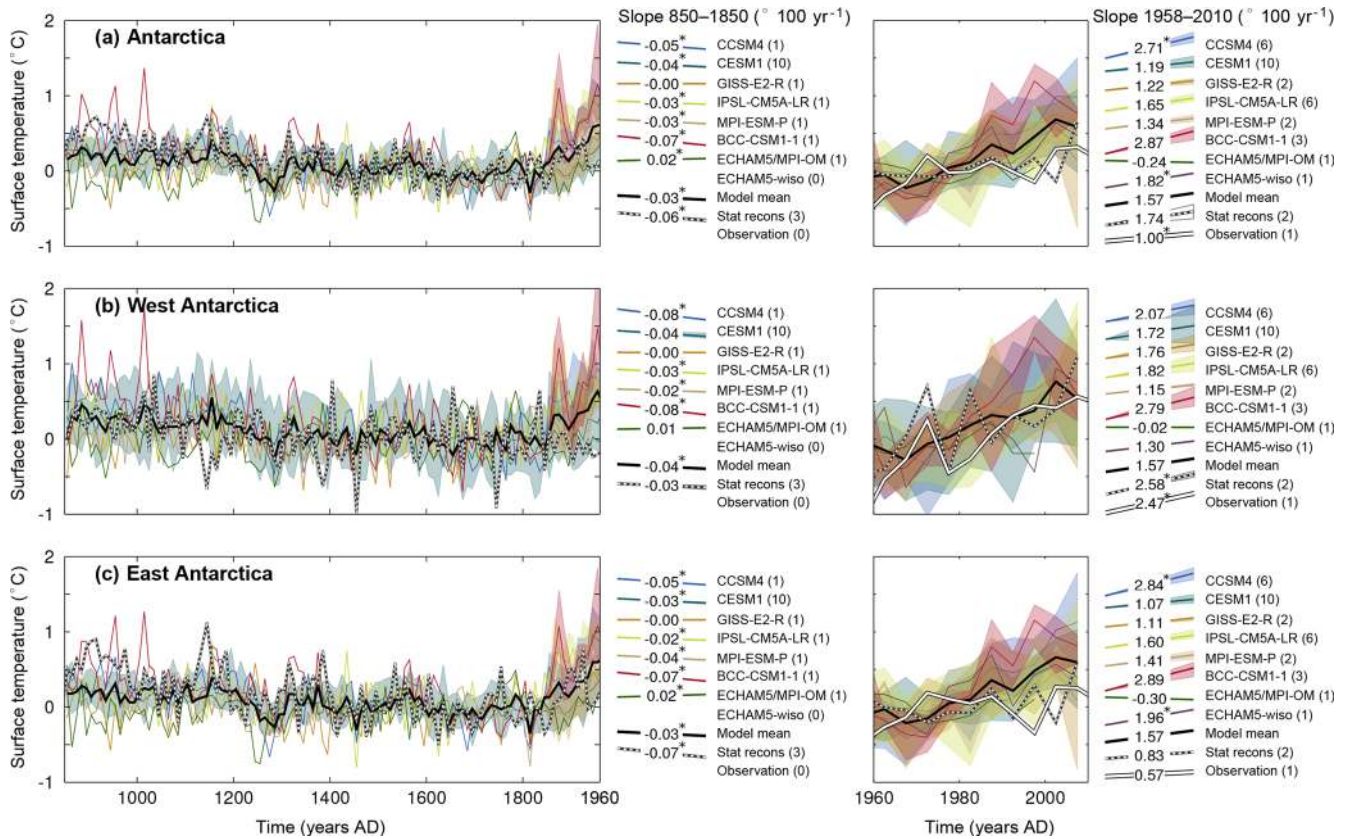 Slope 850–1850 (° 100 yr⁻¹)
Slope 1958–2010 (° 100 yr⁻¹)
(a) Antarctica
Surface temperature (°C)
2
1
0
-1
-0.05* CCSM4 (1)
-0.04* CESM1 (10)
-0.00 GISS-E2-R (1)
-0.03* IPSL-CM5A-LR (1)
-0.03* MPI-ESM-P (1)
-0.07* BCC-CSM1-1 (1)
0.02* ECHAM5/MPI-OM (1)
ECHAM5-wiso (0)
-0.03* Model mean
-0.06* Stat recons (3)
Observation (0)
2.71* CCSM4 (6)
1.19 CESM1 (10)
1.22 GISS-E2-R (2)
1.65 IPSL-CM5A-LR (6)
1.34 MPI-ESM-P (2)
2.87 BCC-CSM1-1 (3)
-0.24 ECHAM5/MPI-OM (1)
1.82* ECHAM5-wiso (1)
1.57 Model mean
1.74 Stat recons (2)
1.00* Observation (1)
(b) West Antarctica
Surface temperature (°C)
2
1
0
-1
-0.08* CCSM4 (1)
-0.04 CESM1 (10)
-0.00 GISS-E2-R (1)
-0.03* IPSL-CM5A-LR (1)
-0.02* MPI-ESM-P (1)
-0.08* BCC-CSM1-1 (1)
0.01 ECHAM5/MPI-OM (1)
ECHAM5-wiso (0)
-0.04* Model mean
-0.03 Stat recons (3)
Observation (0)
2.07 CCSM4 (6)
1.72 CESM1 (10)
1.76 GISS-E2-R (2)
1.82 IPSL-CM5A-LR (6)
1.15 MPI-ESM-P (2)
2.79 BCC-CSM1-1 (3)
-0.02 ECHAM5/MPI-OM (1)
1.30 ECHAM5-wiso (1)
1.57 Model mean
2.58* Stat recons (2)
2.47* Observation (1)
(c) East Antarctica
Surface temperature (°C)
2
1
0
-1
-0.05* CCSM4 (1)
-0.03* CESM1 (10)
-0.00 GISS-E2-R (1)
-0.02* IPSL-CM5A-LR (1)
-0.04* MPI-ESM-P (1)
-0.07* BCC-CSM1-1 (1)
0.02* ECHAM5/MPI-OM (1)
ECHAM5-wiso (0)
-0.03* Model mean
-0.07* Stat recons (3)
Observation (0)
2.84* CCSM4 (6)
1.07 CESM1 (10)
1.11 GISS-E2-R (2)
1.60 IPSL-CM5A-LR (6)
1.41 MPI-ESM-P (2)
2.89 BCC-CSM1-1 (3)
-0.30 ECHAM5/MPI-OM (1)
1.96* ECHAM5-wiso (1)
1.57 Model mean
0.83 Stat recons (2)
0.57 Observation (1)
1000 1200 1400 1600 1800 1960
1960 1980 2000
Time (years AD)
Time (years AD)